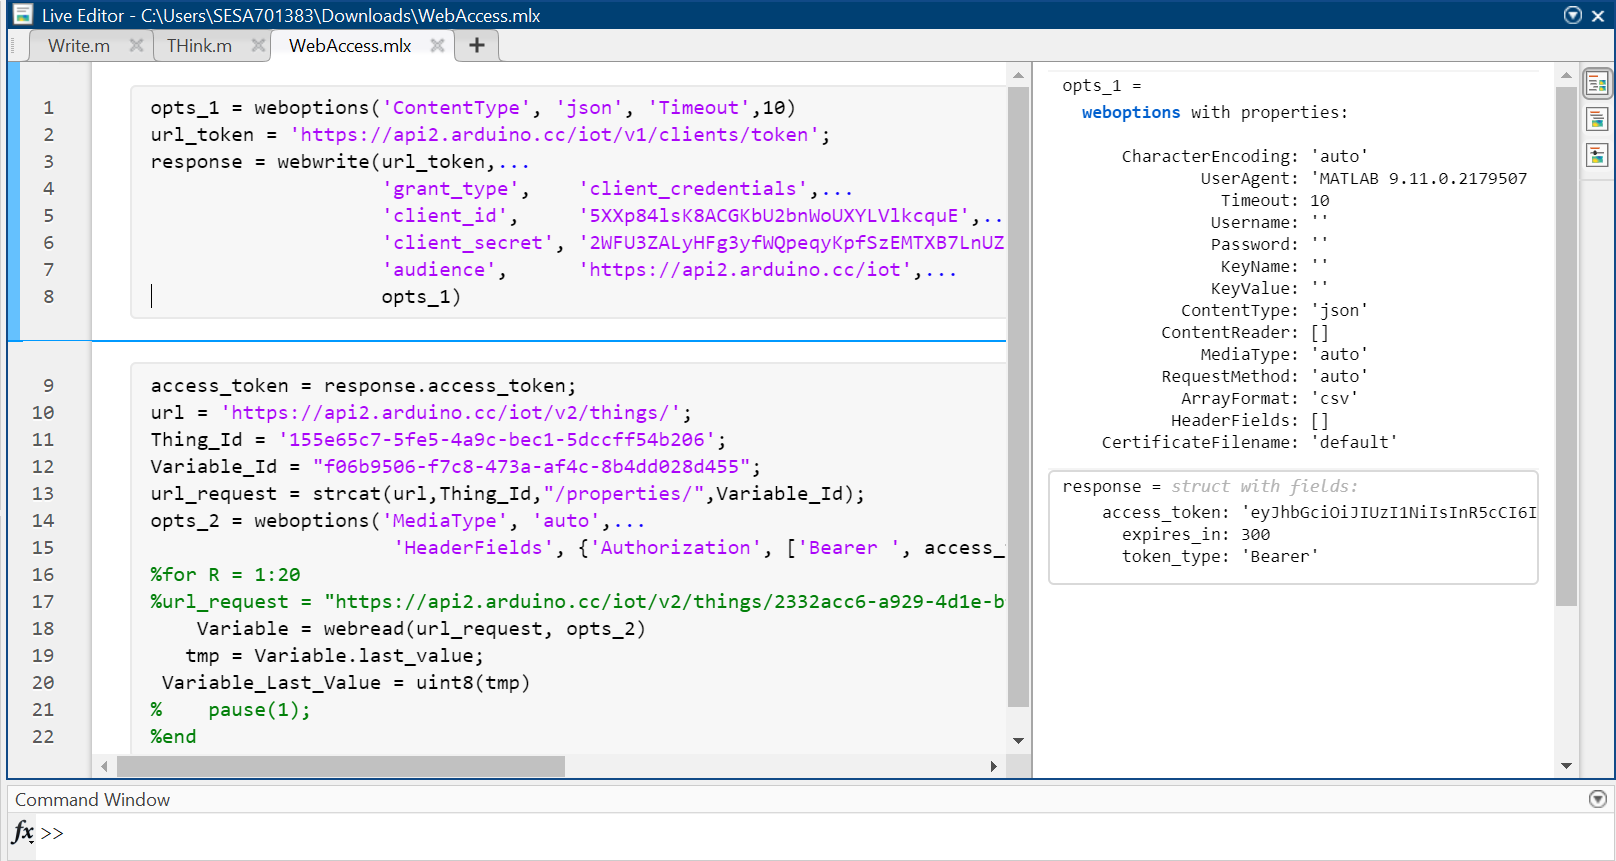 Live Editor - C:\Users\SESA701383\Downloads\WebAccess.mlx
Write.m
THink.m
WebAccess.mlx
1 opts_1 = weboptions('ContentType', 'json', 'Timeout',10)
2 url_token = 'https://api2.arduino.cc/iot/v1/clients/token';
3 response = webwrite(url_token,...
4 'grant_type', 'client_credentials',...
5 'client_id', '5XXp84lsK8ACGKbU2bnWoUXYLVlkcquE',..
6 'client_secret', '2WFU3ZALyHFg3yfWQpeqyKpfSzEMTXB7LnUZ
7 'audience', 'https://api2.arduino.cc/iot',...
8 opts_1)
9 access_token = response.access_token;
10 url = 'https://api2.arduino.cc/iot/v2/things/';
11 Thing_Id = '155e65c7-5fe5-4a9c-bec1-5dccff54b206';
12 Variable_Id = "f06b9506-f7c8-473a-af4c-8b4dd028d455";
13 url_request = strcat(url,Thing_Id,"/properties/",Variable_Id);
14 opts_2 = weboptions('MediaType', 'auto',...
15 'HeaderFields', {'Authorization', ['Bearer ', access_
16 %for R = 1:20
17 %url_request = "https://api2.arduino.cc/iot/v2/things/2332acc6-a929-4d1e-b
18 Variable = webread(url_request, opts_2)
19 tmp = Variable.last_value;
20 Variable_Last_Value = uint8(tmp)
21 % pause(1);
22 %end
opts_1 =
weboptions with properties:
CharacterEncoding: 'auto'
UserAgent: 'MATLAB 9.11.0.2179507
Timeout: 10
Username: ''
Password: ''
KeyName: ''
KeyValue: ''
ContentType: 'json'
ContentReader: []
MediaType: 'auto'
RequestMethod: 'auto'
ArrayFormat: 'csv'
HeaderFields: []
CertificateFilename: 'default'
response = struct with fields:
access_token: 'eyJhbGciOiJIUzI1NiIsInR5cCI6I
expires_in: 300
token_type: 'Bearer'
Command Window
fx >>